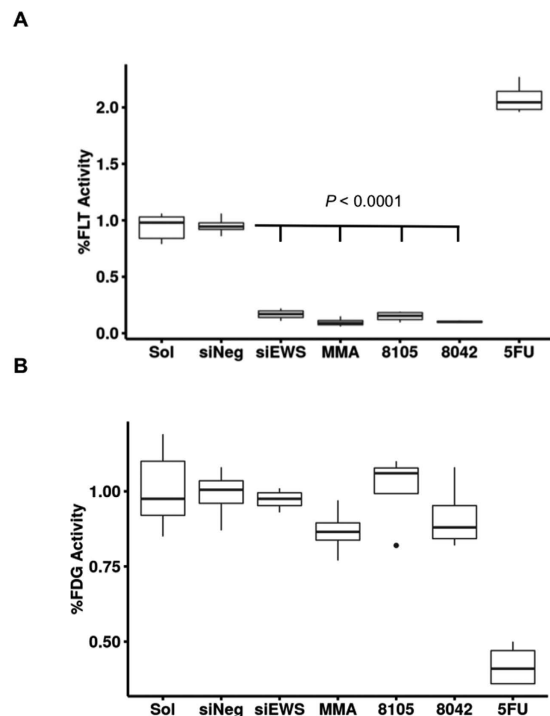 A
%FLT Activity
2.0
1.5
1.0
0.5
0.0
P < 0.0001
Sol siNeg siEWS MMA 8105 8042 5FU
B
%FDG Activity
1.00
0.75
0.50
Sol siNeg siEWS MMA 8105 8042 5FU